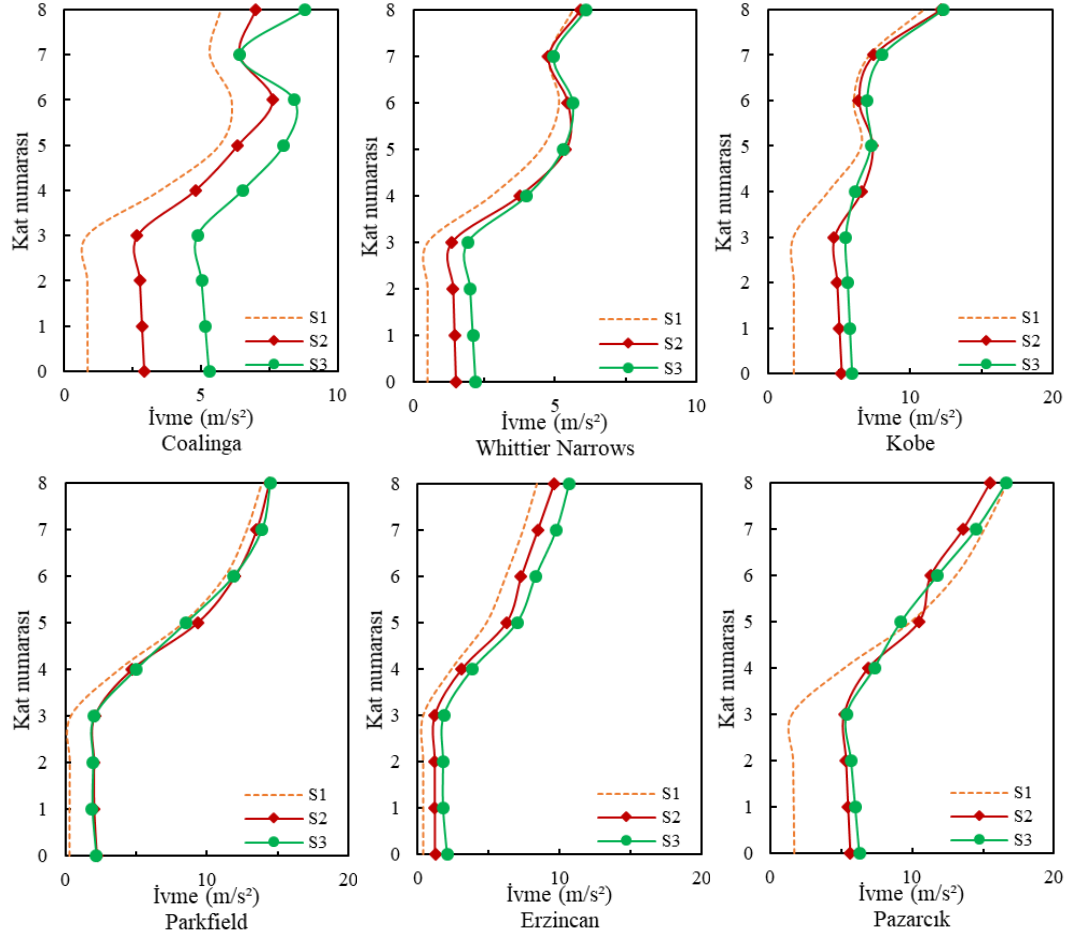 Kat numarası
8
7
6
5
4
3
2
1
0
S1
S2
S3
0
5
10
İvme (m/s²)
Coalinga
Kat numarası
8
7
6
5
4
3
2
1
0
S1
S2
S3
0
5
10
İvme (m/s²)
Whittier Narrows
Kat numarası
8
7
6
5
4
3
2
1
0
S1
S2
S3
0
10
20
İvme (m/s²)
Kobe
Kat numarası
8
7
6
5
4
3
2
1
0
S1
S2
S3
0
10
20
İvme (m/s²)
Parkfield
Kat numarası
8
7
6
5
4
3
2
1
0
S1
S2
S3
0
10
20
İvme (m/s²)
Erzincan
Kat numarası
8
7
6
5
4
3
2
1
0
S1
S2
S3
0
10
20
İvme (m/s²)
Pazarcık